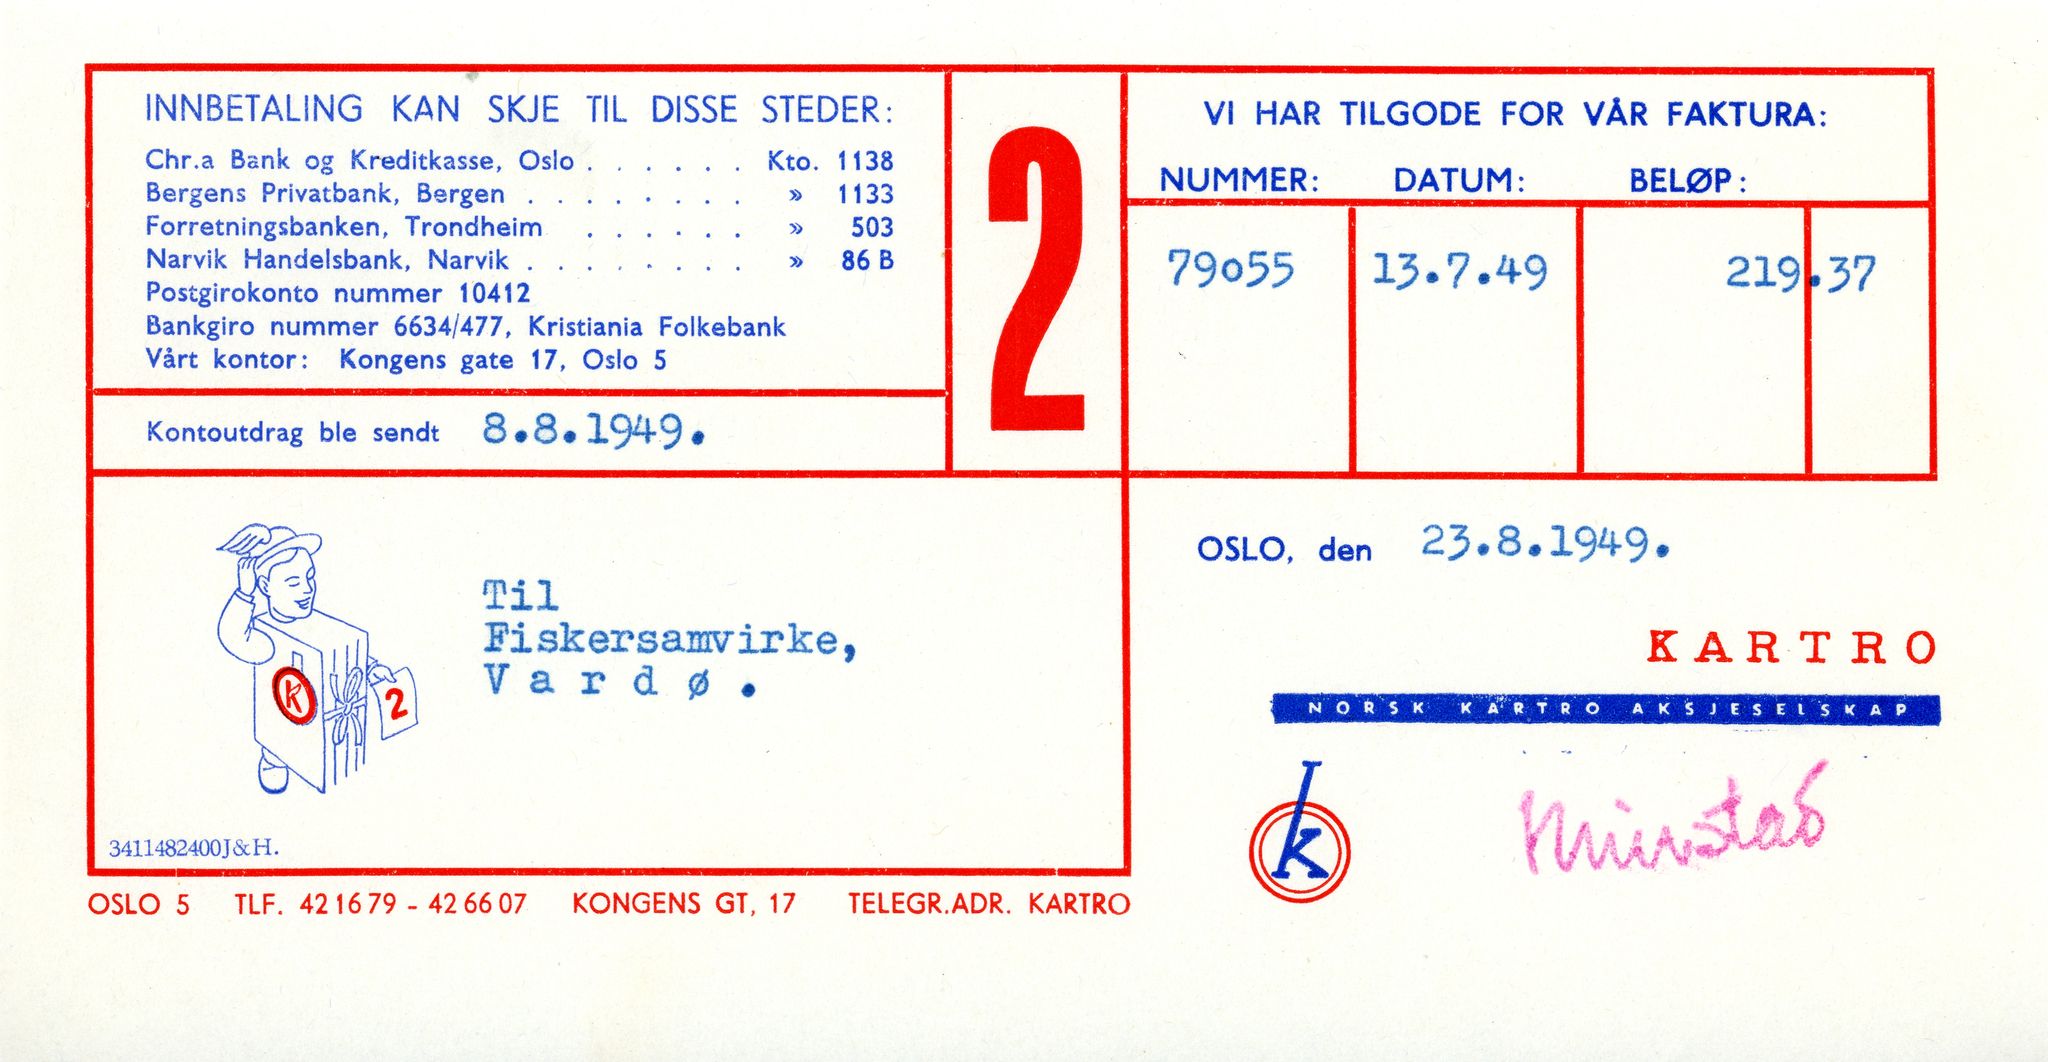 INNBETALING KAN SKJE TIL DISSE STEDER:
Chr.a Bank og Kreditkasse, Oslo . . . . . . Kto. 1138
Bergens Privatbank, Bergen . . . . . . . . » 1133
Forretningsbanken, Trondheim . . . . . . » 503
Narvik Handelsbank, Narvik . . . . . . . . » 86 B
Postgirokonto nummer 10412
Bankgiro nummer 6634/477, Kristiania Folkebank
Vårt kontor: Kongens gate 17, Oslo 5
Kontoutdrag ble sendt 8.8.1949.
2
VI HAR TILGODE FOR VÅR FAKTURA:
NUMMER: DATUM: BELØP:
79055 13.7.49 219.37
K
2
Til
Fiskersamvirke,
Vardø.
3411482400J&H.
OSLO, den 23.8.1949.
KARTRO
NORSK KARTRO AKSJESELSKAP
k
OSLO 5 TLF. 42 16 79 - 42 66 07 KONGENS GT, 17 TELEGR.ADR. KARTRO